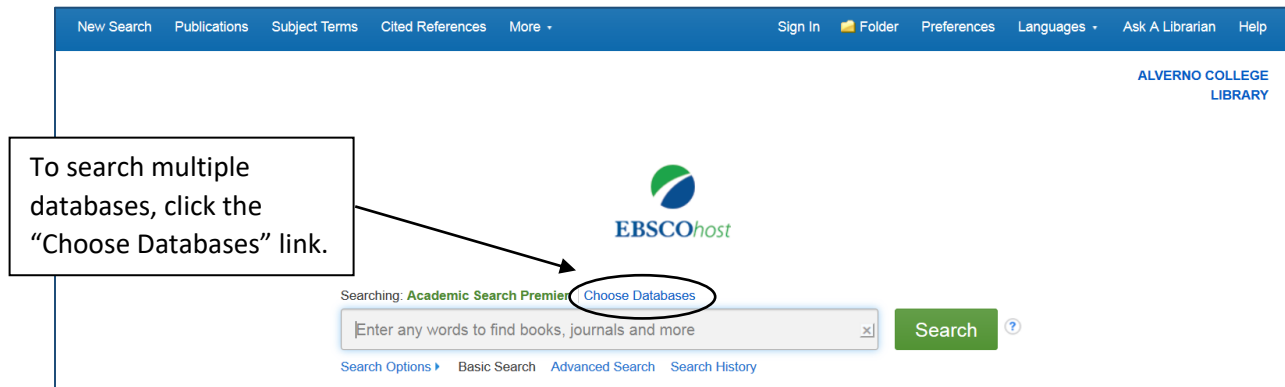 New Search Publications Subject Terms Cited References More Sign In Folder Preferences Languages Ask A Librarian Help
ALVERNO COLLEGE
LIBRARY
To search multiple
databases, click the
“Choose Databases” link.
EBSCOhost
Searching: Academic Search Premier Choose Databases
Enter any words to find books, journals and more x Search ?
Search Options Basic Search Advanced Search Search History